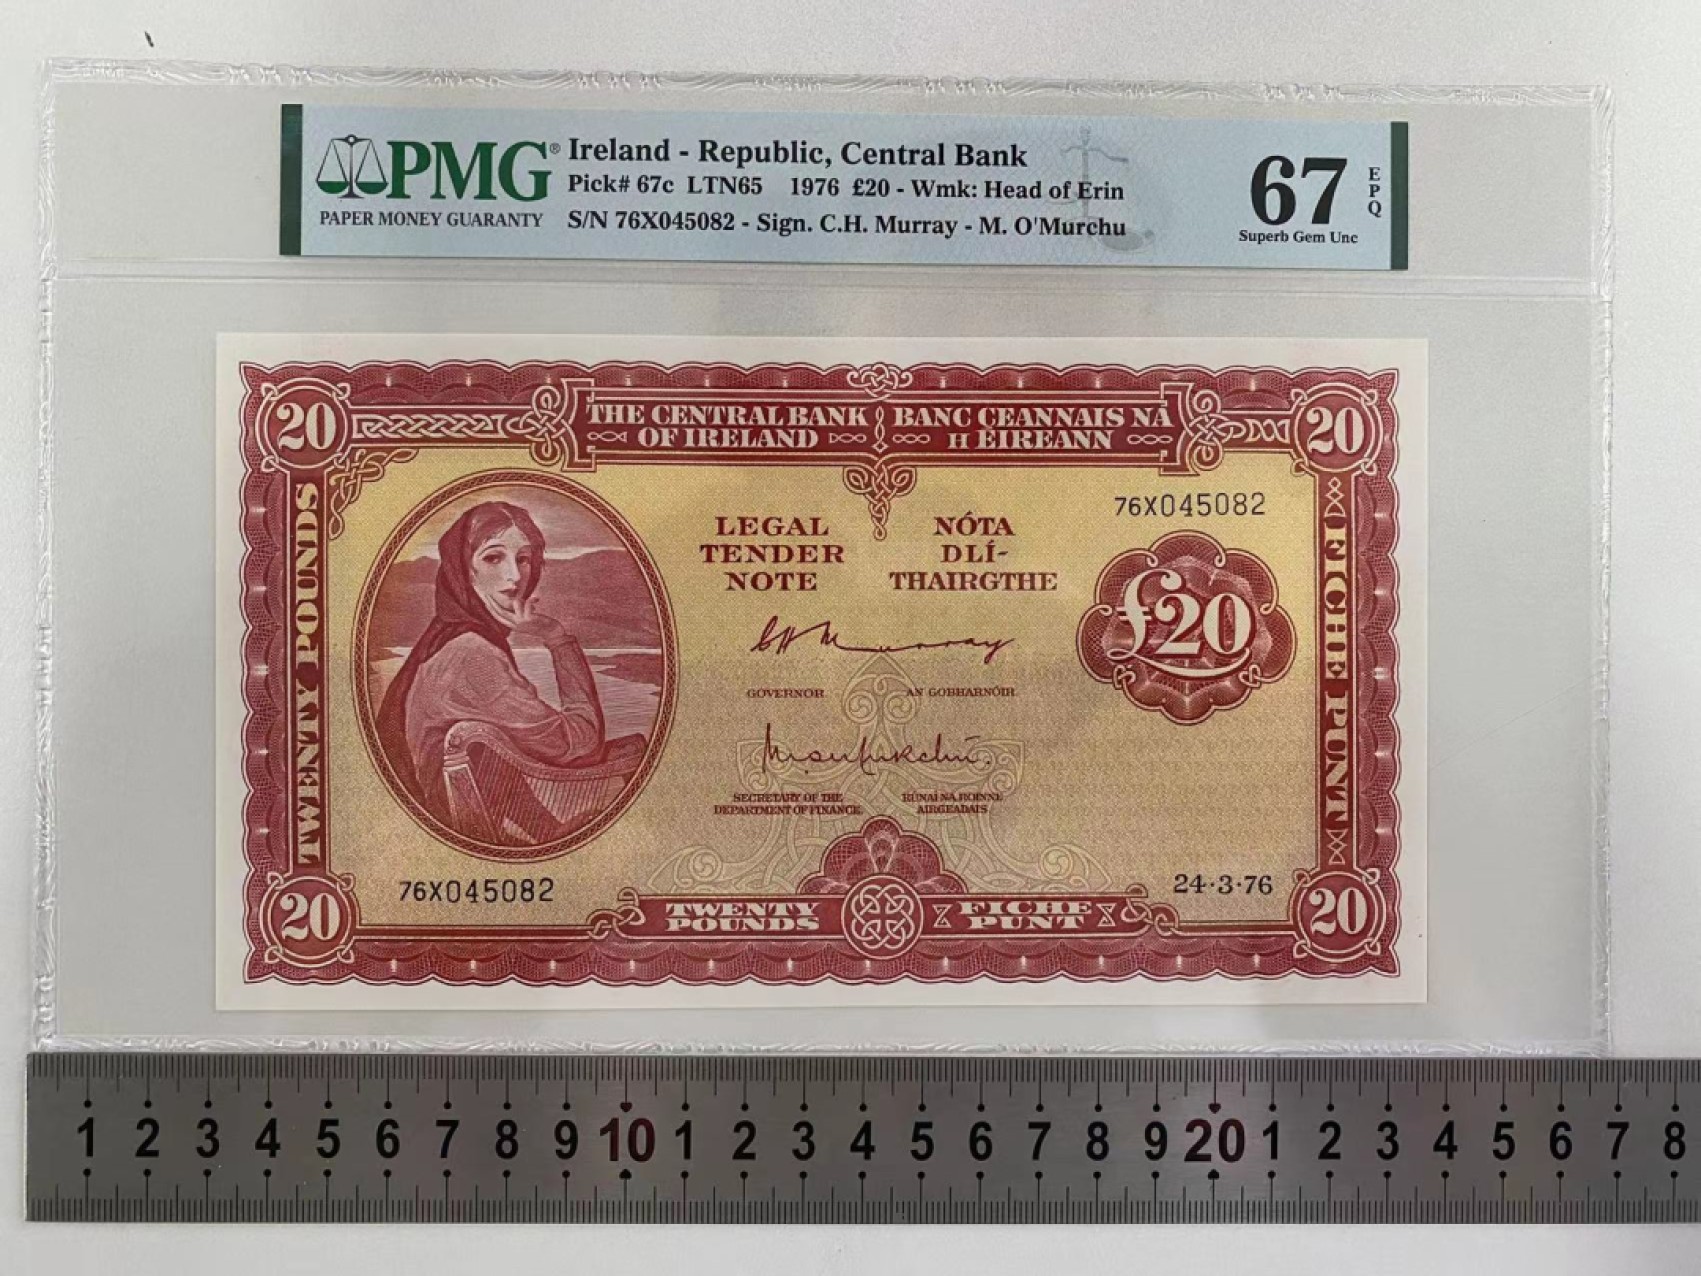 PMG®
PAPER MONEY GUARANTY
Ireland - Republic, Central Bank
Pick# 67c LTN65 1976 £20 - Wmk: Head of Erin
S/N 76X045082 - Sign. C.H. Murray - M. O'Murchu
67
EPQ
Superb Gem Unc
20
THE CENTRAL BANK
OF IRELAND
BANC CEANNAIS NA
H EIREANN
20
TWENTY POUNDS
LEGAL
TENDER
NOTE
NÓTA
DLÍ-
THAIRGTHE
76X045082
£20
FICHE PUNT
CH Murray
GOVERNOR
AN GOBHARNÓIR
SECRETARY OF THE
DEPARTMENT OF FINANCE
RÚNAÍ NA ROINNE
AIRGEADAIS
76X045082
24·3·76
20
TWENTY
POUNDS
FICHE
PUNT
20
1 2 3 4 5 6 7 8 9 10 1 2 3 4 5 6 7 8 9 20 1 2 3 4 5 6 7 8